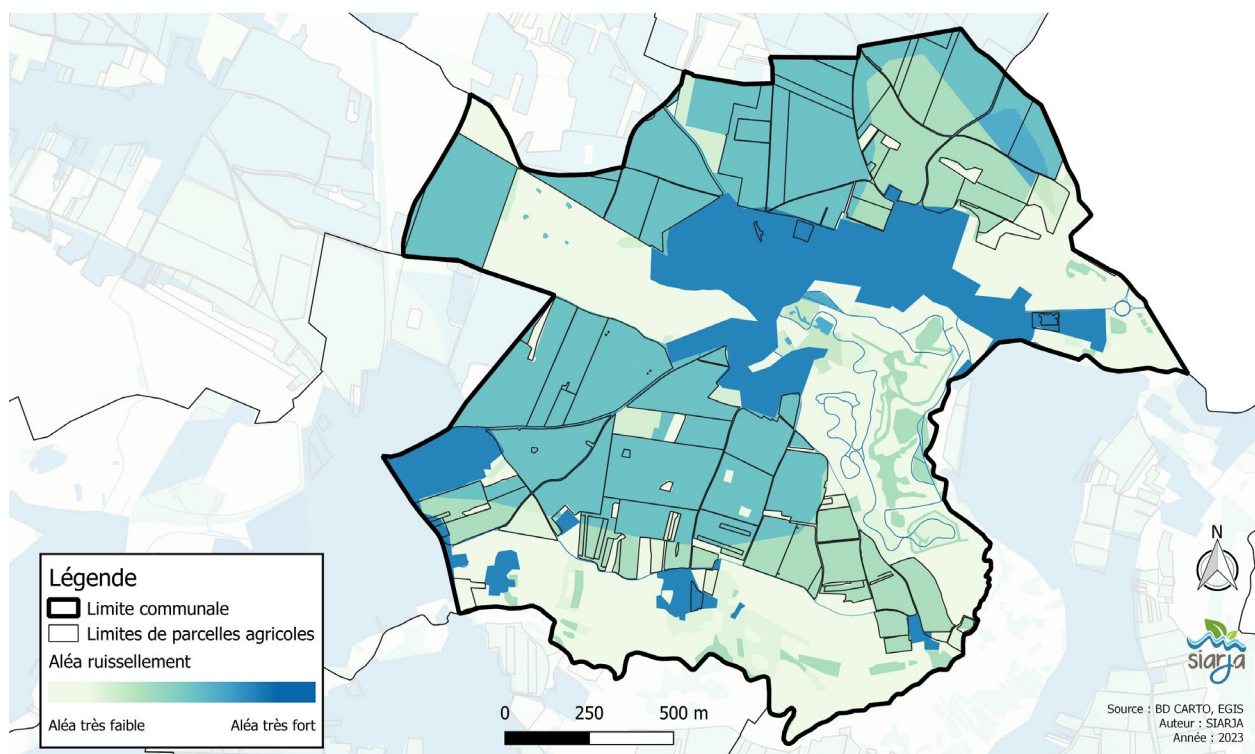 Légende
Limite communale
Limites de parcelles agricoles
Aléa ruissellement
Aléa très faible
Aléa très fort
0 250 500 m
N
siarja
Source : BD CARTO, EGIS
Auteur : SIARJA
Année : 2023